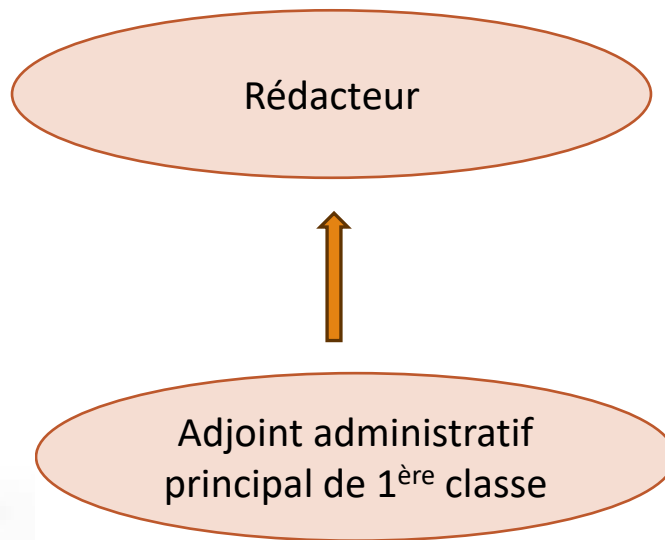 Rédacteur
Adjoint administratif
principal de 1ère classe